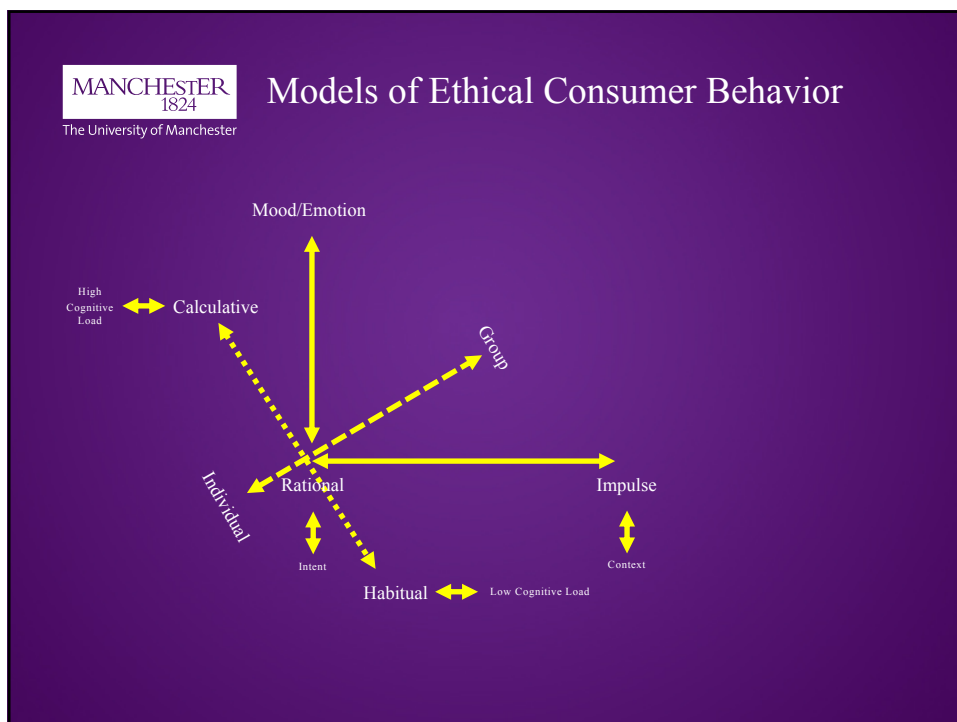 MANCHESTER
1824
The University of Manchester
Models of Ethical Consumer Behavior
Mood/Emotion
High
Cognitive
Load
Calculative
Group
Individual
Rational
Impulse
Intent
Context
Habitual
Low Cognitive Load